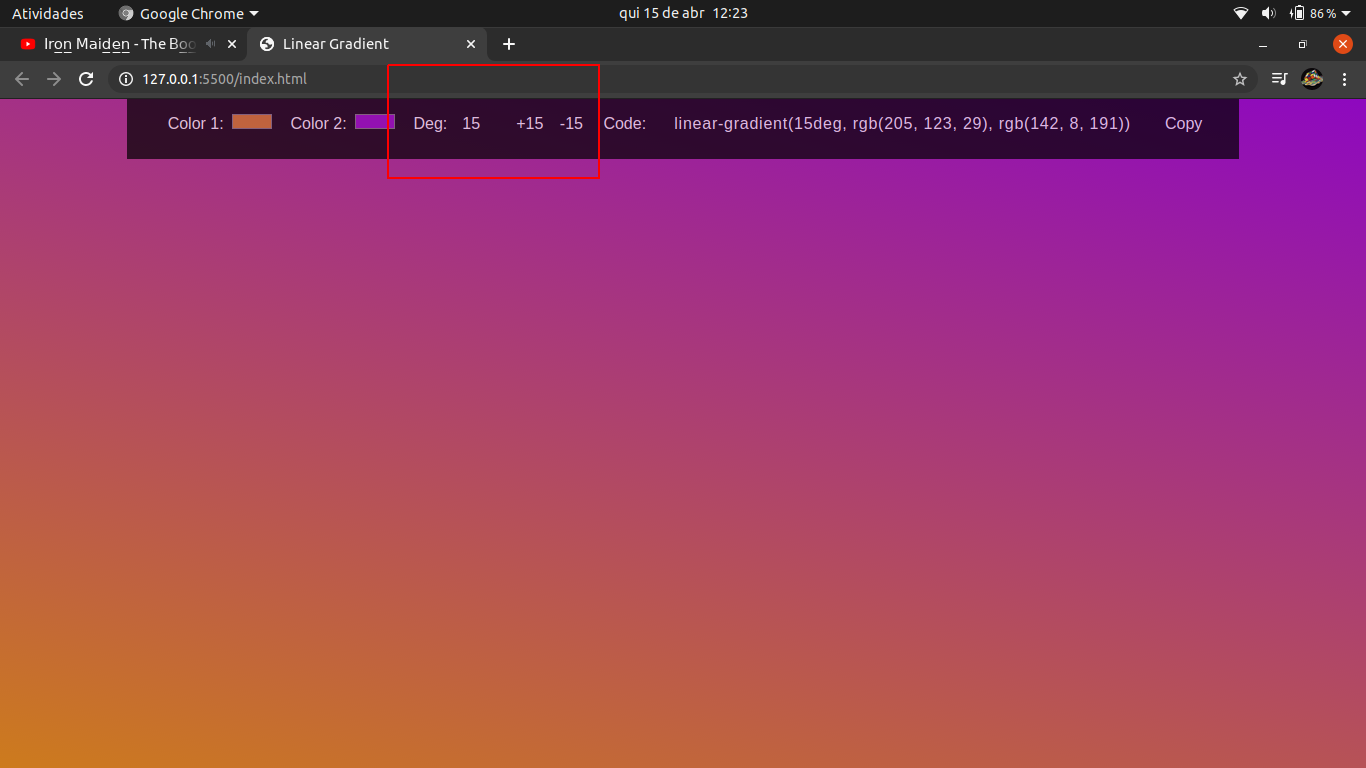 Atividades Google Chrome qui 15 de abr 12:23 86 %
Iron Maiden - The Boo Linear Gradient
127.0.0.1:5500/index.html
Color 1: Color 2: Deg: 15 +15 -15 Code: linear-gradient(15deg, rgb(205, 123, 29), rgb(142, 8, 191)) Copy